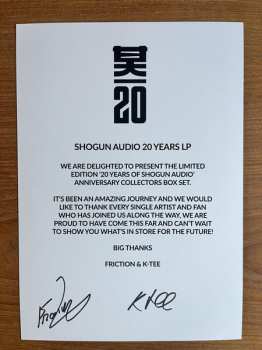 20
SHOGUN AUDIO 20 YEARS LP
WE ARE DELIGHTED TO PRESENT THE LIMITED
EDITION '20 YEARS OF SHOGUN AUDIO'
ANNIVERSARY COLLECTORS BOX SET.
IT'S BEEN AN AMAZING JOURNEY AND WE WOULD
LIKE TO THANK EVERY SINGLE ARTIST AND FAN
WHO HAS JOINED US ALONG THE WAY. WE ARE
PROUD TO HAVE COME THIS FAR AND CAN'T WAIT
TO SHOW YOU WHAT'S IN STORE FOR THE FUTURE!
BIG THANKS
FRICTION & K-TEE
K-TEE